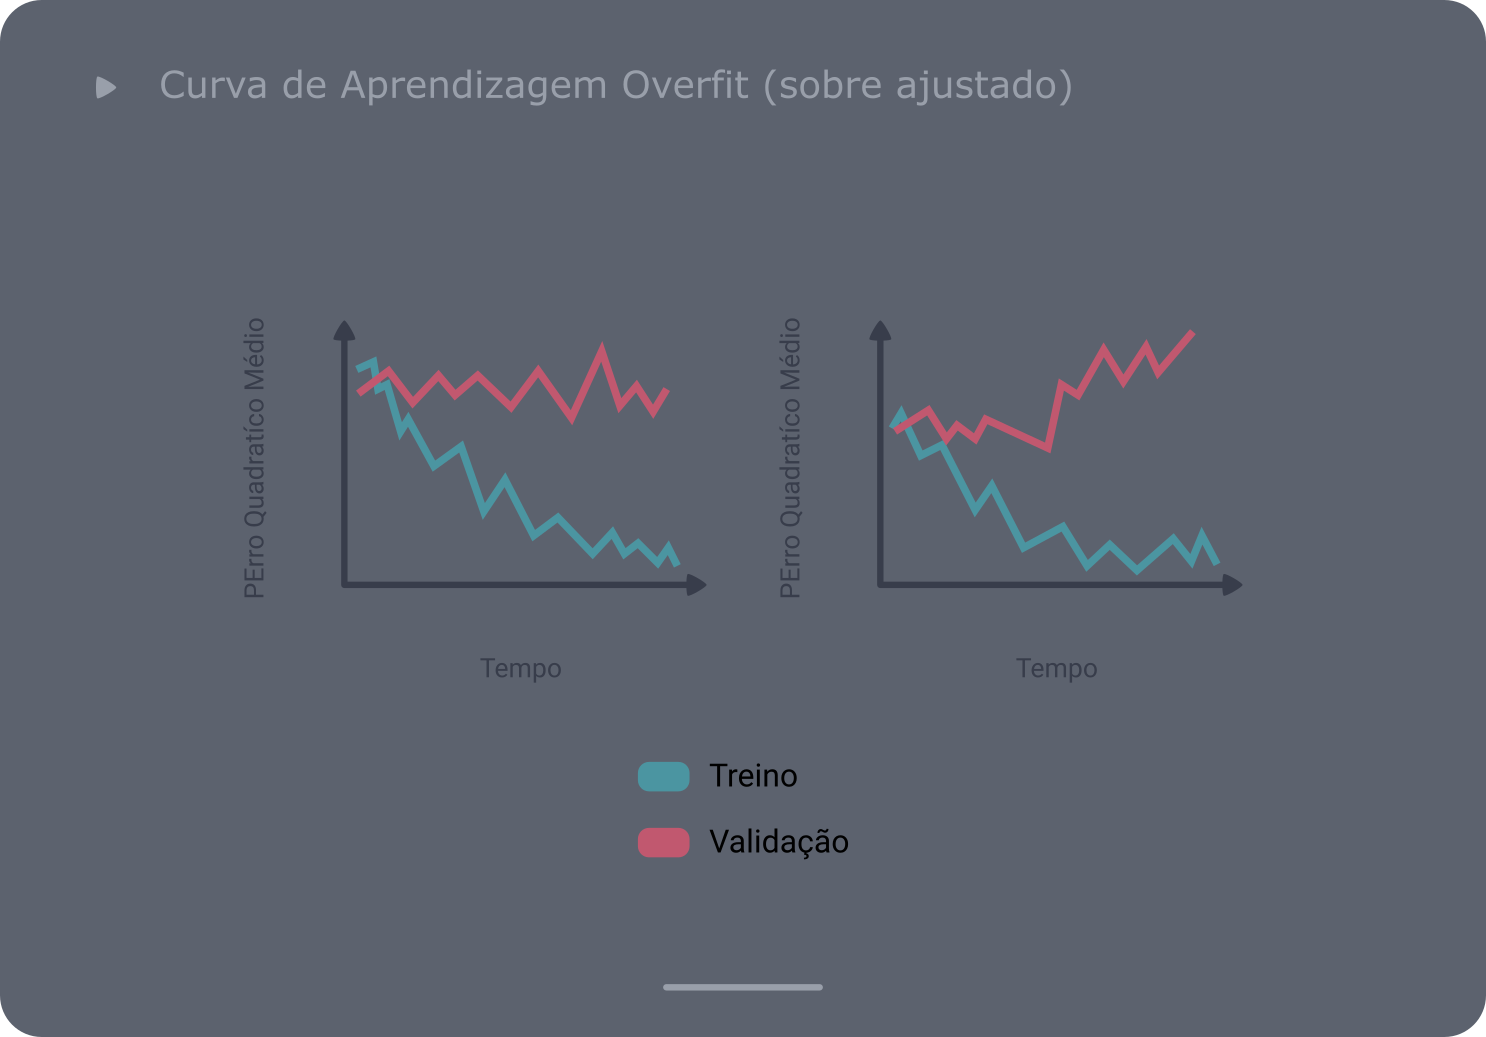 Curva de Aprendizagem Overfit (sobre ajustado)
PErro Quadratíco Médio
PErro Quadratíco Médio
Tempo
Tempo
Treino
Validação